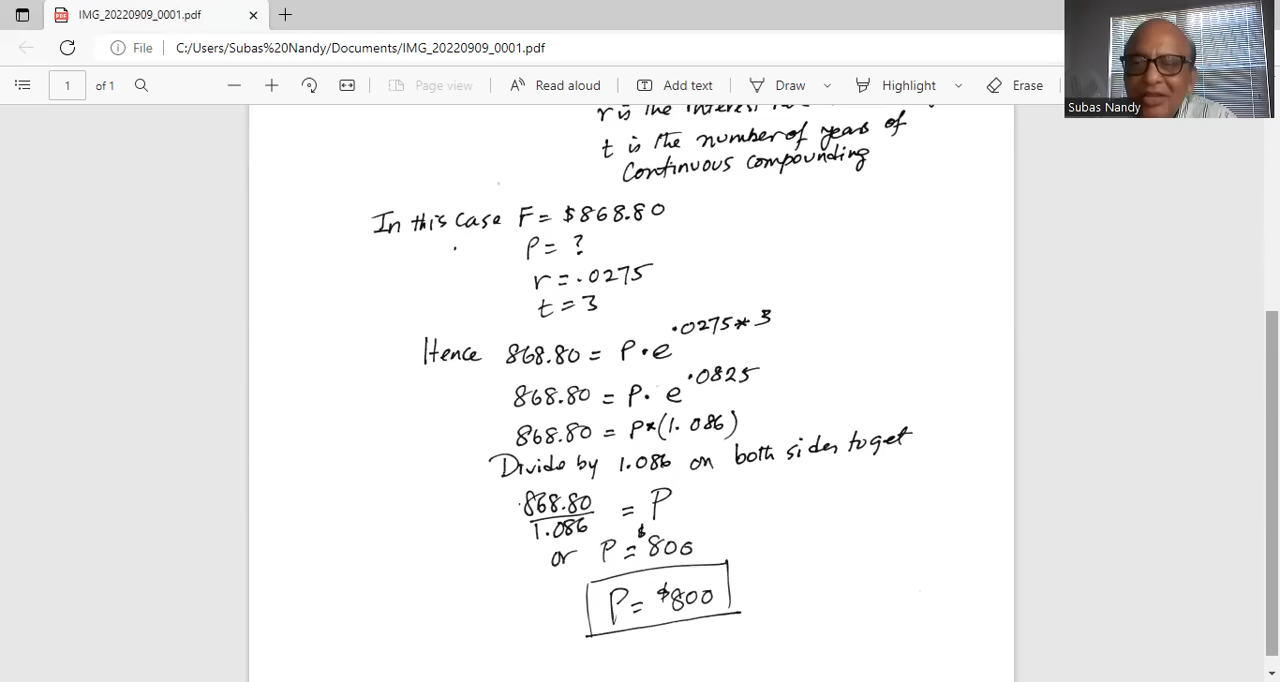 IMG_20220909_0001.pdf
File
C:/Users/Subas%20Nandy/Documents/IMG_20220909_0001.pdf
1 of 1
Page view
Read aloud
Add text
Draw
Highlight
Erase
Subas Nandy
r is the interest
t is the number of years of
Continuous compounding
In this case F = $868.80
P = ?
r = .0275
t = 3
Hence 868.80 = P·e^.0275*3
868.80 = P· e^.0825
868.80 = P*(1.086)
Divide by 1.086 on both sides to get
868.80/1.086 = P
or P = $800
P = $800